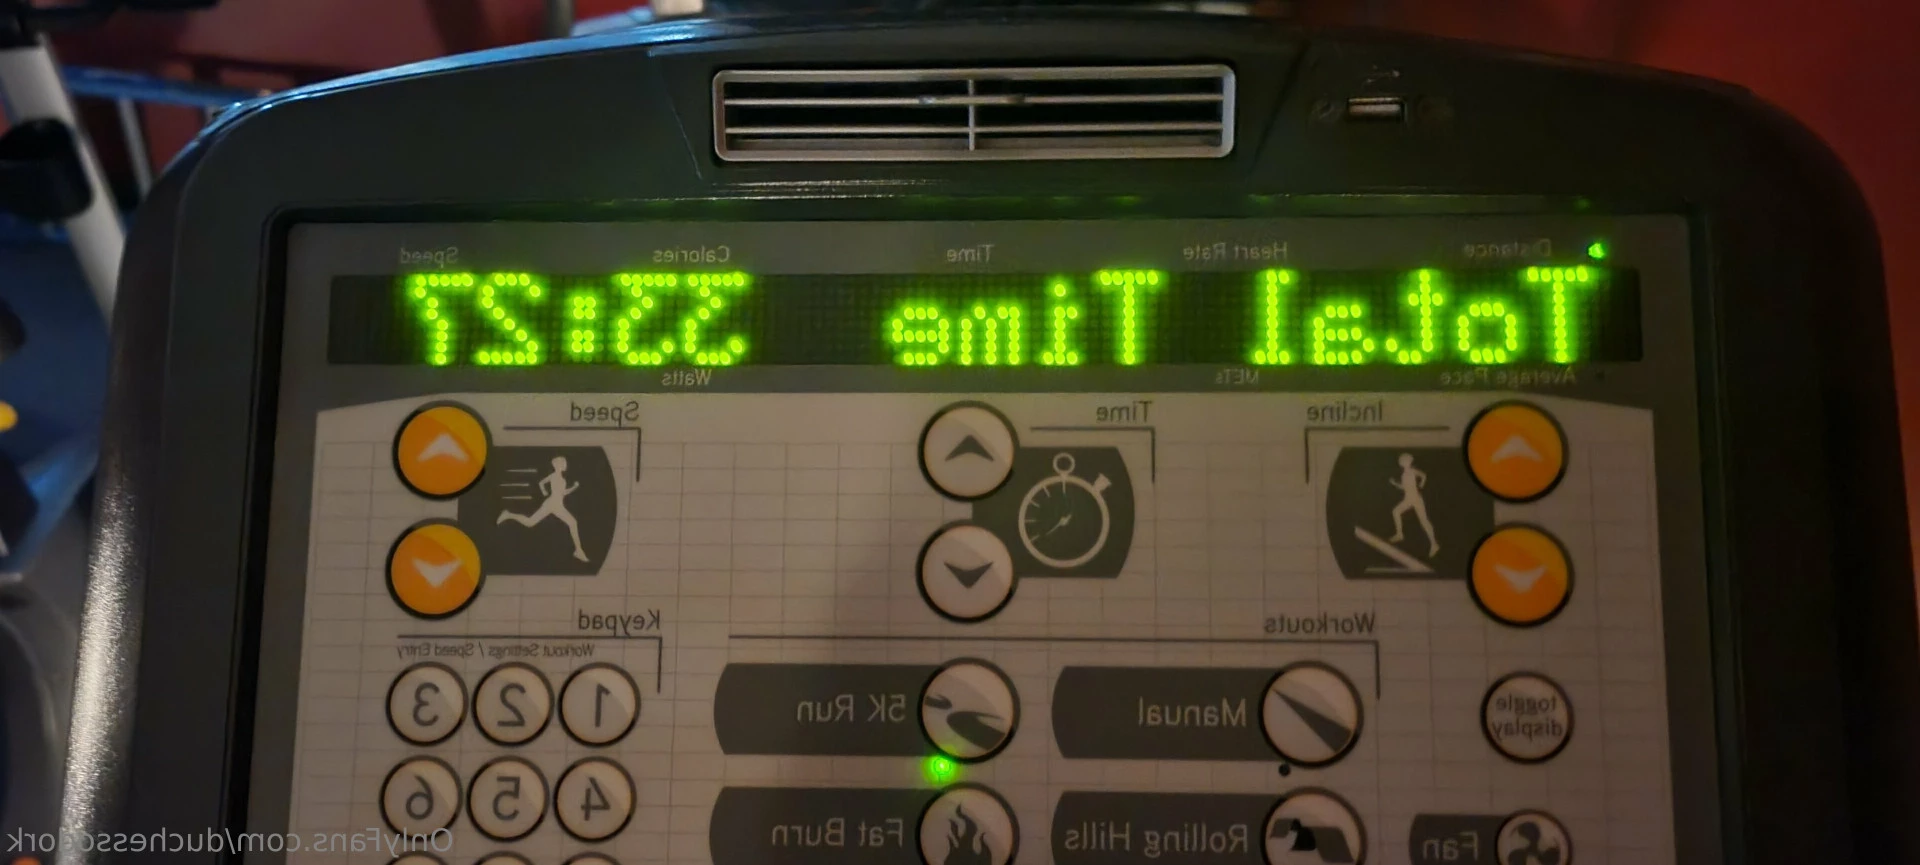 Distance Heart Rate Time Calories Speed
Total Time 33:27
Average Pace METs Watts
Incline Time Speed
Workouts Keypad
Workout Settings / Speed Entry
toggle display
Manual 5K Run 1 2 3
Fan Rolling Hills Fat Burn 4 5 6
OnlyFans.com/duchessodork